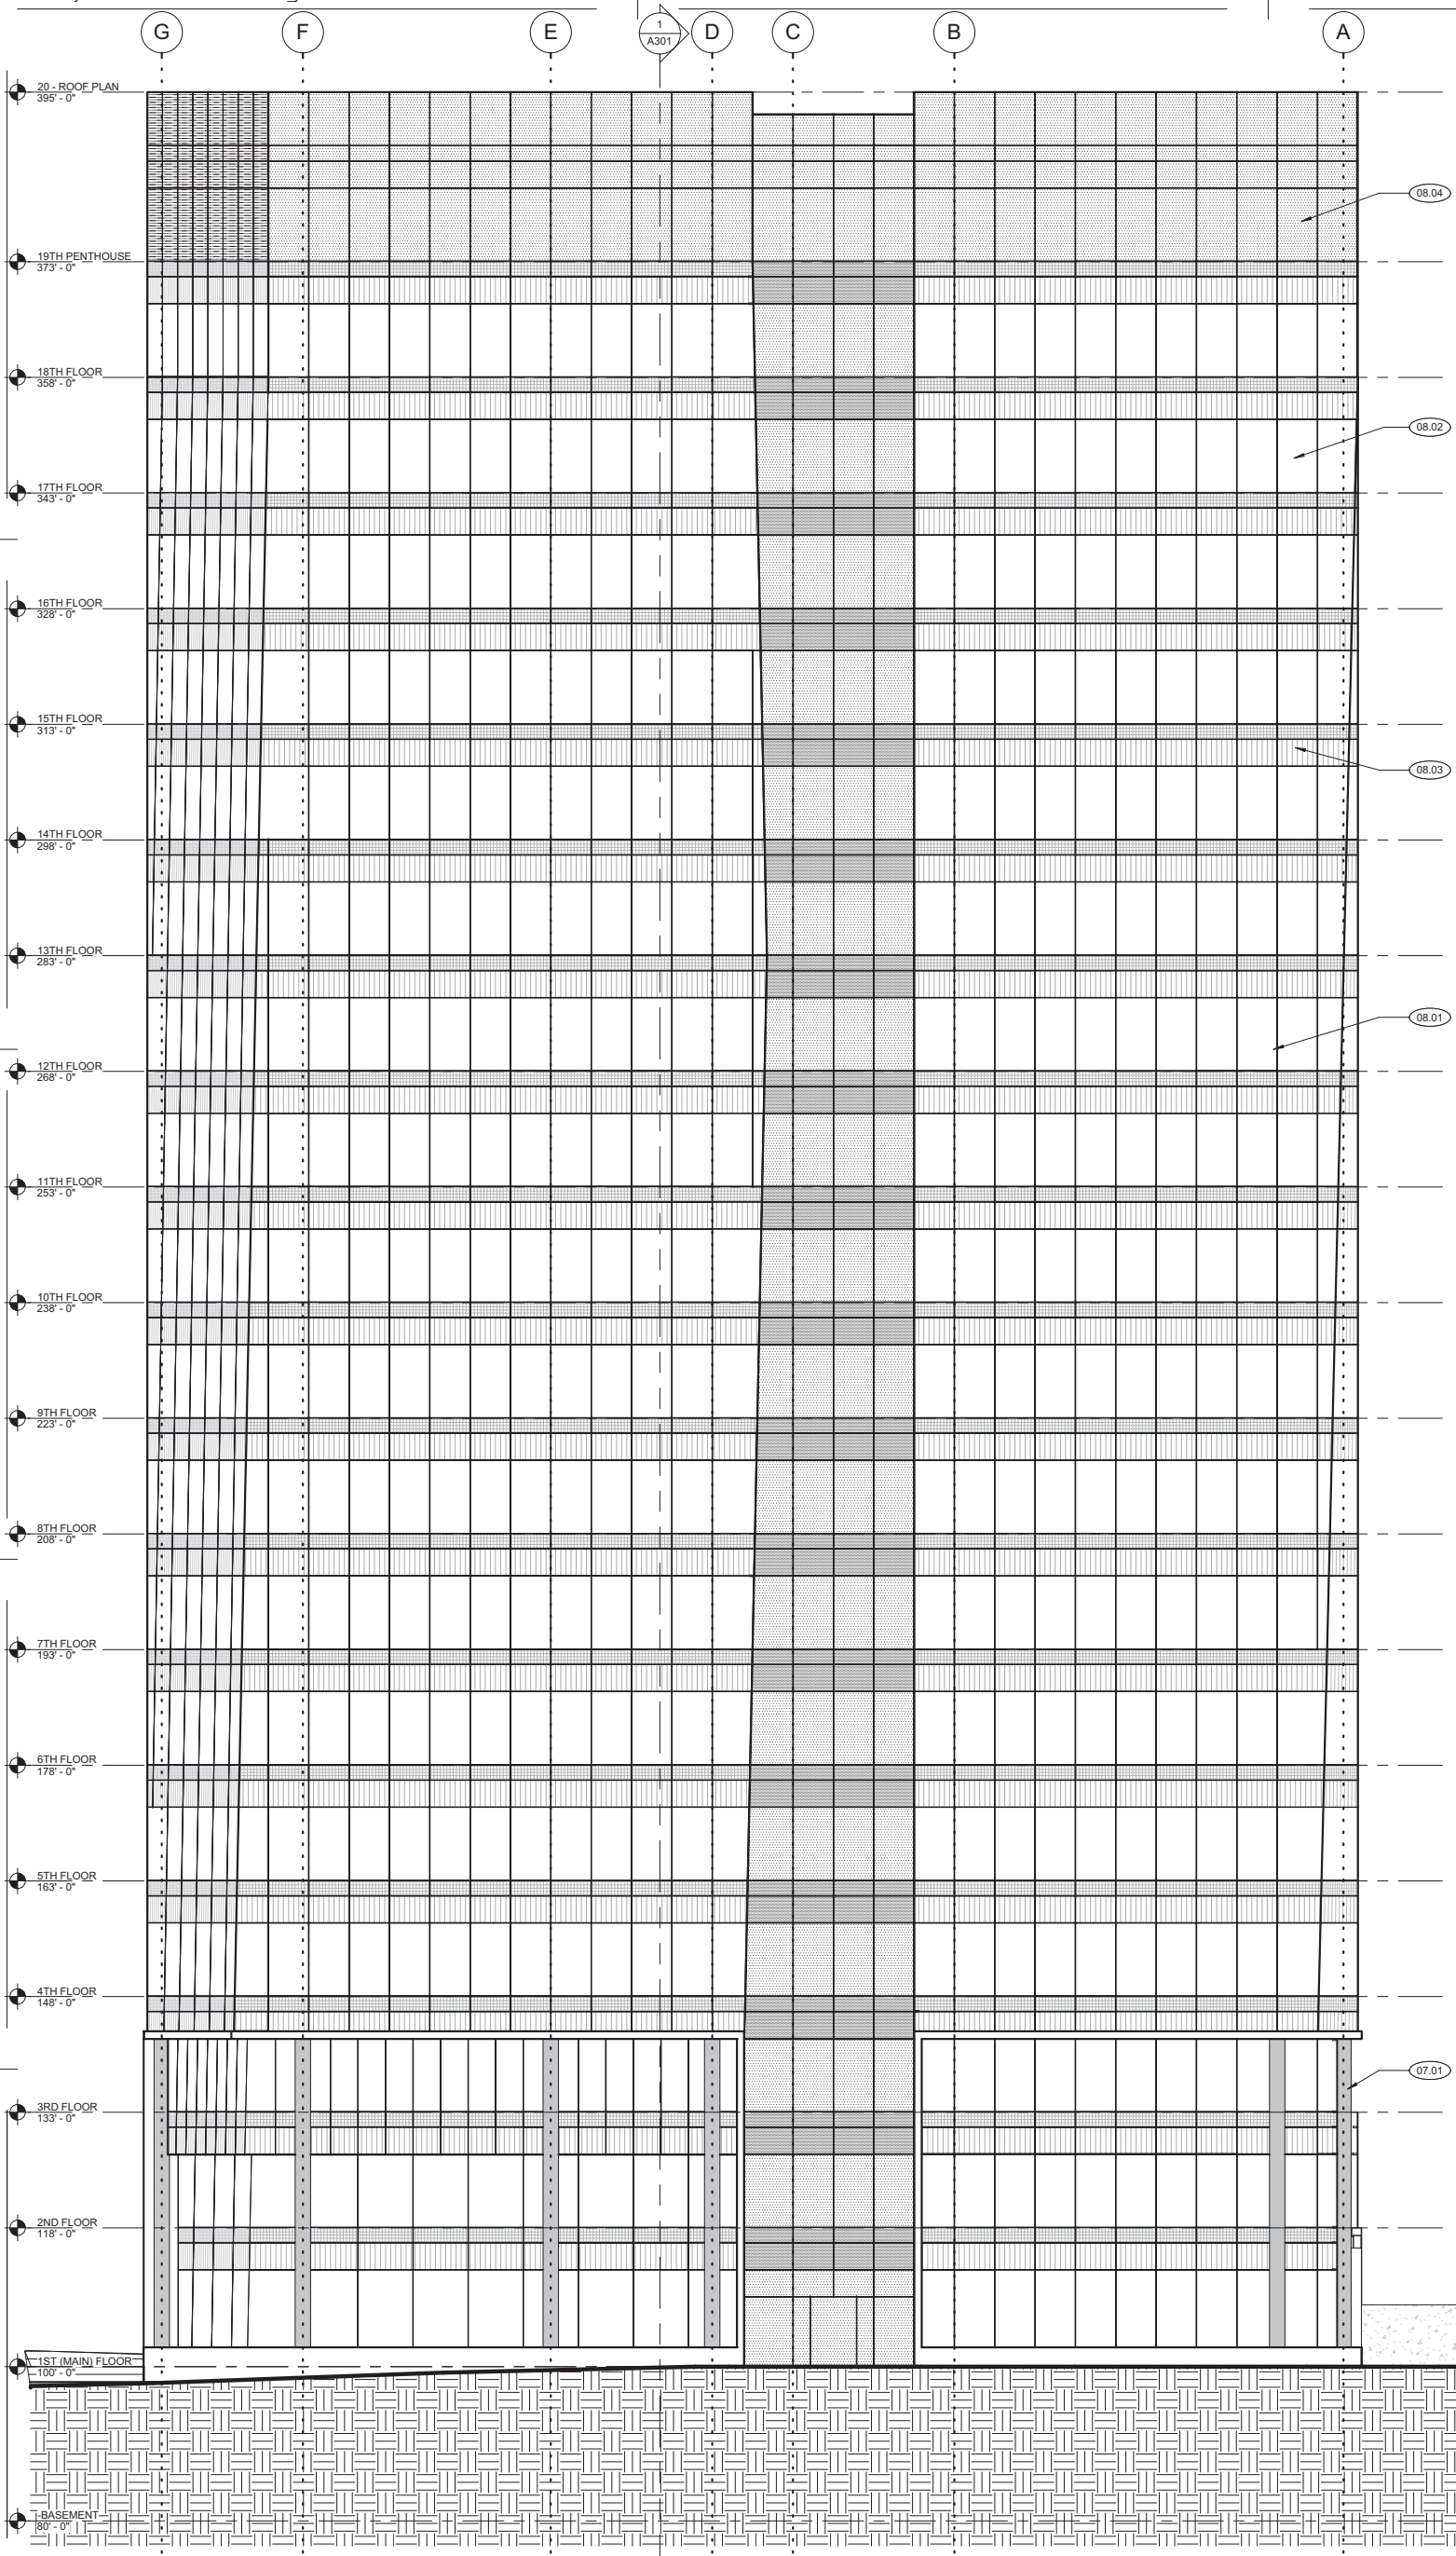 G F E 1 D C B A
A301
20 - ROOF PLAN
395' - 0"
08.04
19TH PENTHOUSE
373' - 0"
18TH FLOOR
358' - 0"
08.02
17TH FLOOR
343' - 0"
16TH FLOOR
328' - 0"
15TH FLOOR
313' - 0"
08.03
14TH FLOOR
298' - 0"
13TH FLOOR
283' - 0"
08.01
12TH FLOOR
268' - 0"
11TH FLOOR
253' - 0"
10TH FLOOR
238' - 0"
9TH FLOOR
223' - 0"
8TH FLOOR
208' - 0"
7TH FLOOR
193' - 0"
6TH FLOOR
178' - 0"
5TH FLOOR
163' - 0"
4TH FLOOR
148' - 0"
07.01
3RD FLOOR
133' - 0"
2ND FLOOR
118' - 0"
1ST (MAIN) FLOOR
100' - 0"
BASEMENT
80' - 0"